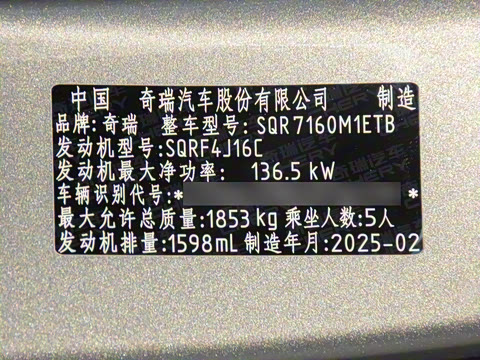 中国 奇瑞汽车股份有限公司 制造
品牌:奇瑞 整车型号:SQR7160M1ETB
发动机型号:SQRF4J16C
发动机最大净功率: 136.5 kW
车辆识别代号:* *
最大允许总质量:1853 kg 乘坐人数:5人
发动机排量:1598mL 制造年月:2025-02